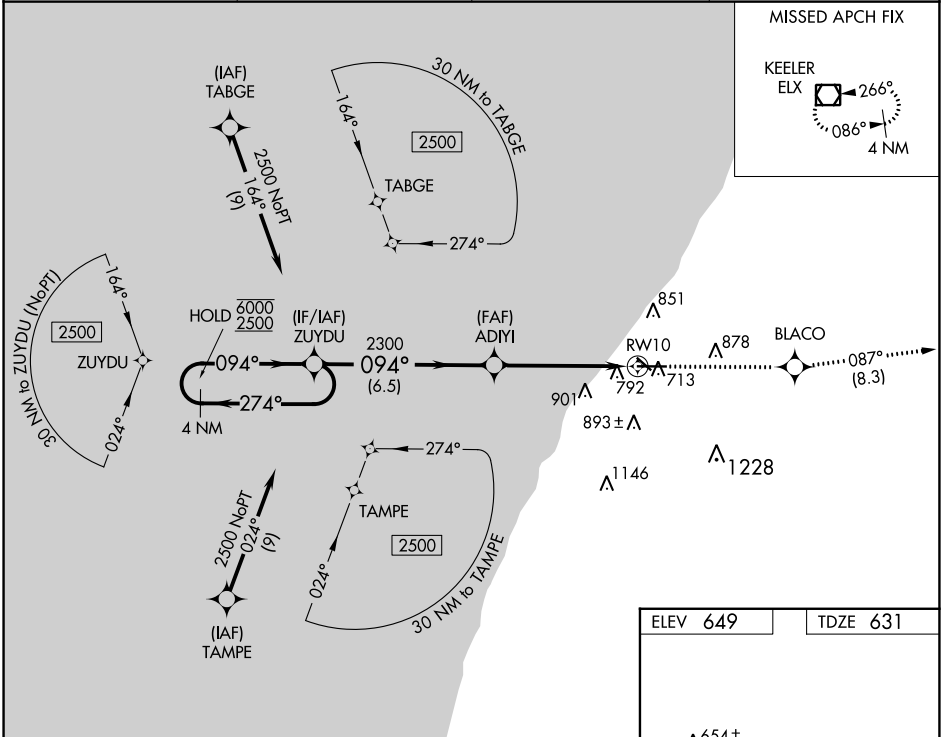 MISSED APCH FIX
KEELER
ELX
266°
086°
4 NM
(IAF)
TABGE
2500 NoPT
164°
(9)
30 NM to TABGE
164°
2500
TABGE
274°
30 NM to ZUYDU (NoPT)
164°
2500
ZUYDU
024°
HOLD
6000
2500
(IF/IAF)
ZUYDU
094°
274°
4 NM
2300
094°
(6.5)
(FAF)
ADIYI
851
RW10
878
BLACO
087°
(8.3)
792
713
901
893±
1146
1228
274°
TAMPE
2500
024°
30 NM to TAMPE
2500 NoPT
024°
(9)
(IAF)
TAMPE
ELEV 649
TDZE 631
654±